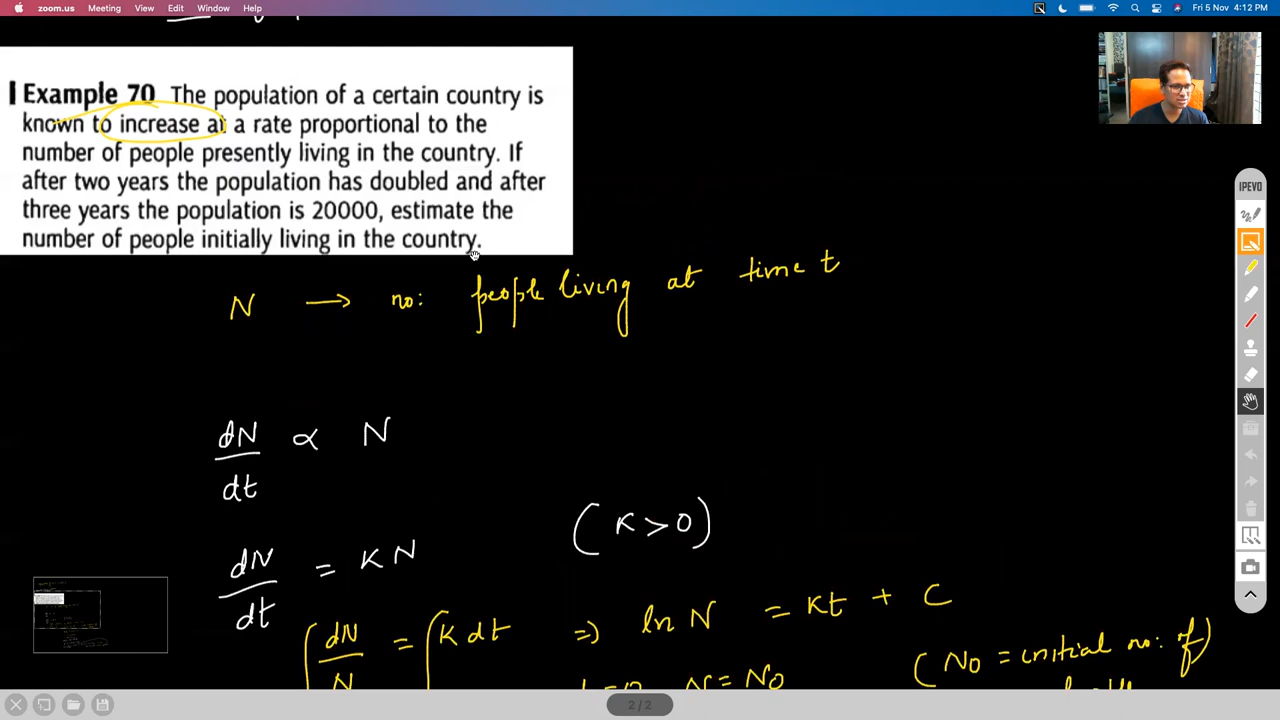 zoom.us Meeting View Edit Window Help Fri 5 Nov 4:12 PM
Example 70 The population of a certain country is
known to increase at a rate proportional to the
number of people presently living in the country. If
after two years the population has doubled and after
three years the population is 20000, estimate the
number of people initially living in the country.
IPEVO
N → no: people living at time t
dN/dt ∝ N
dN/dt = KN (K > 0)
∫ dN/N = ∫ K dt ⇒ ln N = Kt + C
N = N0 (N0 = initial no: of)
2 / 2